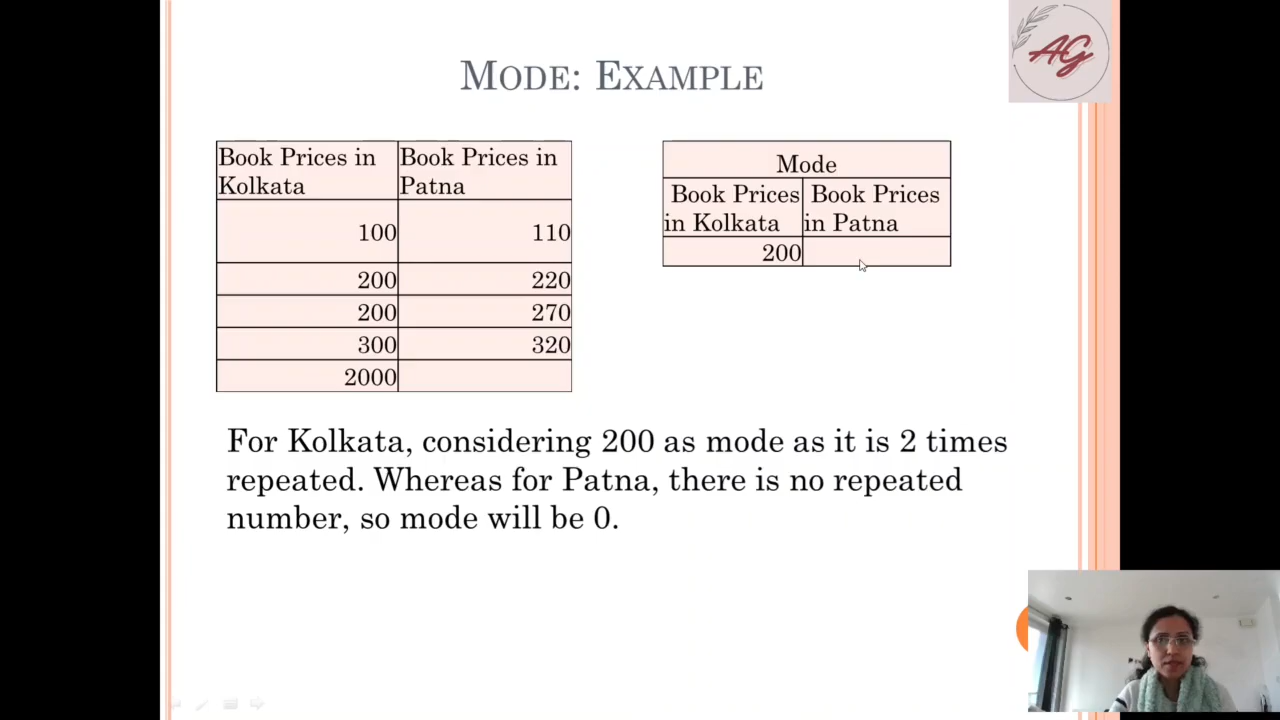 MODE: EXAMPLE
AG
Book Prices in Kolkata
Book Prices in Patna
100
110
200
220
200
270
300
320
2000
Mode
Book Prices in Kolkata
Book Prices in Patna
200
For Kolkata, considering 200 as mode as it is 2 times
repeated. Whereas for Patna, there is no repeated
number, so mode will be 0.